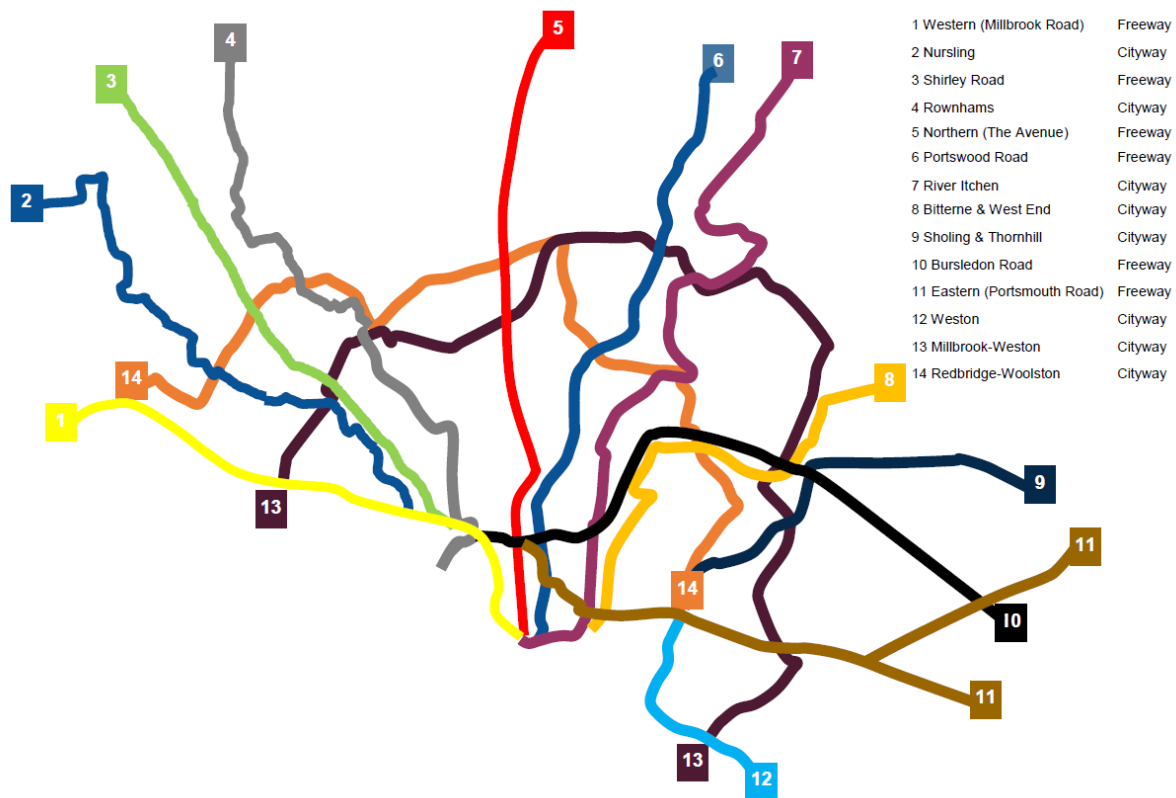 5
4
6
7
3
2
14
1
13
8
9
11
14
10
11
13
12
1 Western (Millbrook Road) Freeway
2 Nursling Cityway
3 Shirley Road Freeway
4 Rownhams Cityway
5 Northern (The Avenue) Freeway
6 Portswood Road Freeway
7 River Itchen Cityway
8 Bitterne & West End Cityway
9 Sholing & Thornhill Cityway
10 Bursledon Road Freeway
11 Eastern (Portsmouth Road) Freeway
12 Weston Cityway
13 Millbrook-Weston Cityway
14 Redbridge-Woolston Cityway